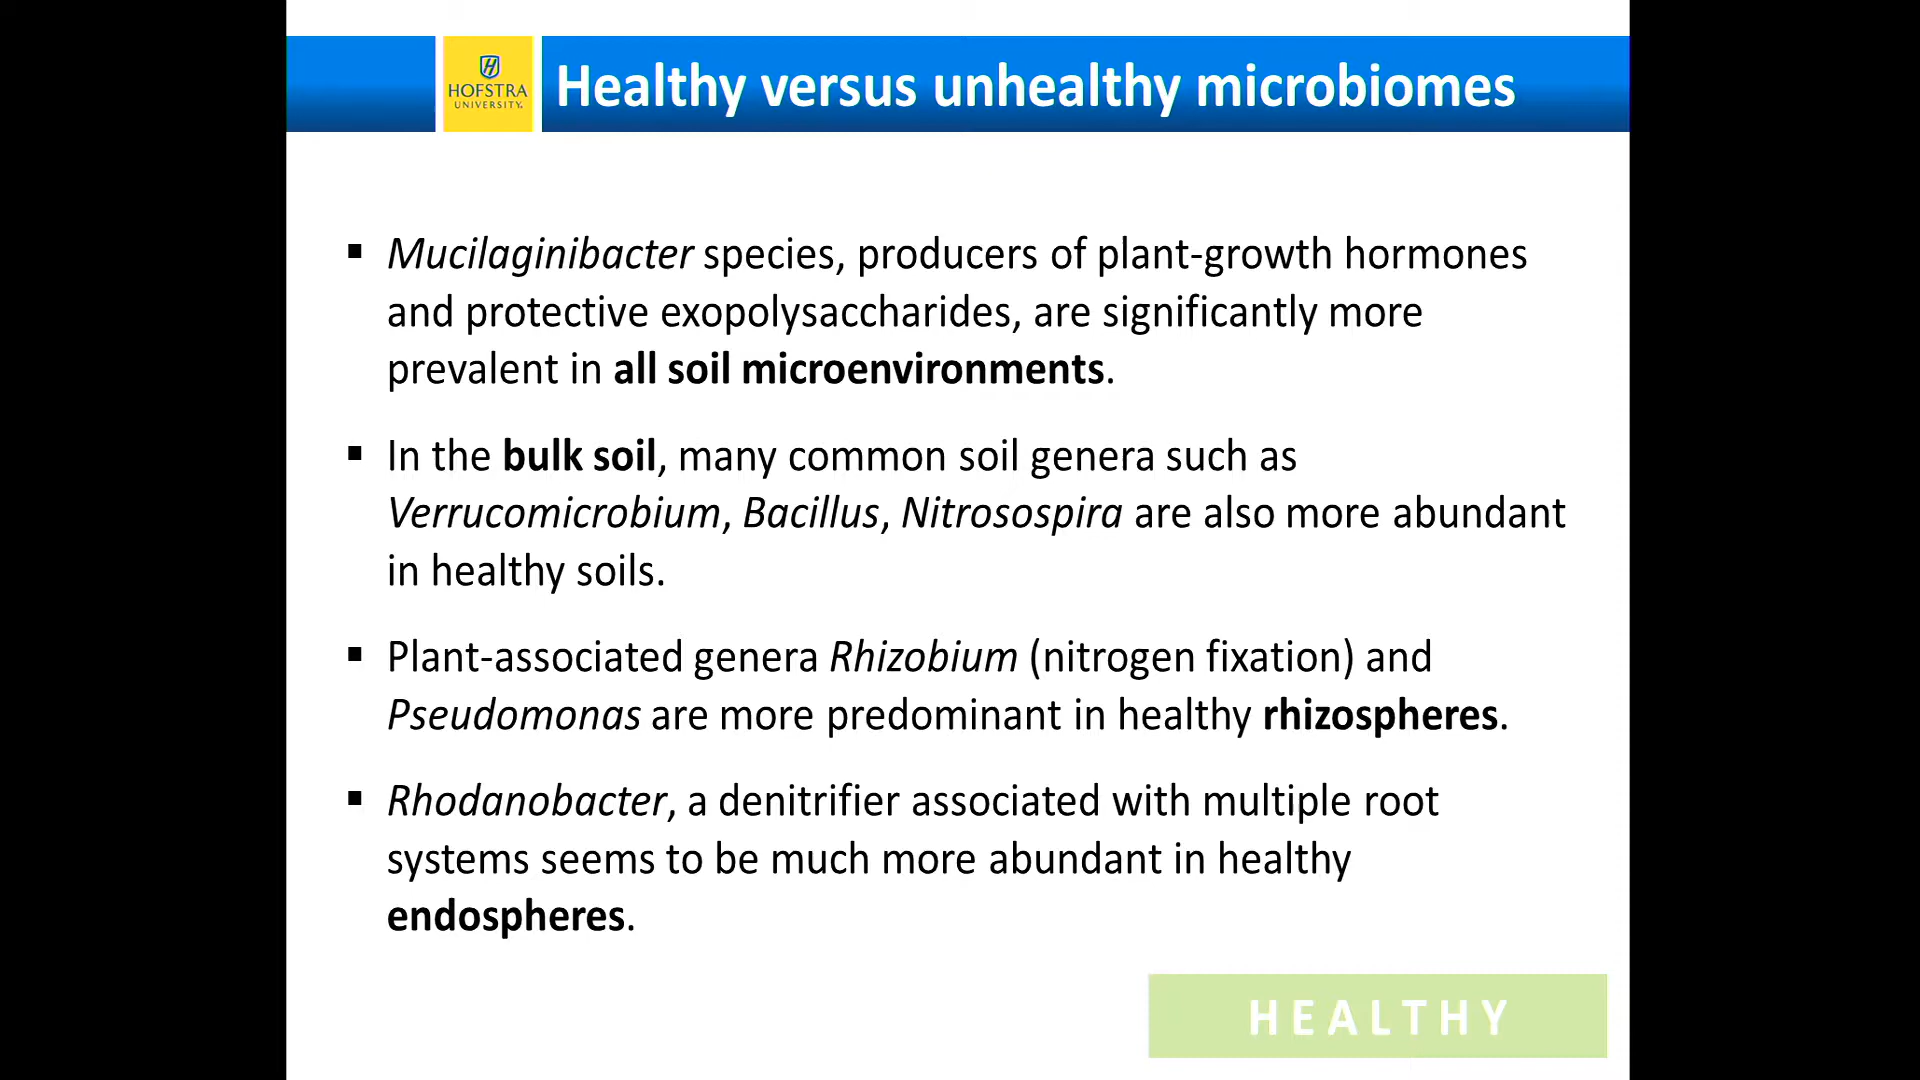 HOFSTRA
UNIVERSITY.
Healthy versus unhealthy microbiomes
▪ Mucilaginibacter species, producers of plant-growth hormones
and protective exopolysaccharides, are significantly more
prevalent in all soil microenvironments.
▪ In the bulk soil, many common soil genera such as
Verrucomicrobium, Bacillus, Nitrosospira are also more abundant
in healthy soils.
▪ Plant-associated genera Rhizobium (nitrogen fixation) and
Pseudomonas are more predominant in healthy rhizospheres.
▪ Rhodanobacter, a denitrifier associated with multiple root
systems seems to be much more abundant in healthy
endospheres.
HEALTHY